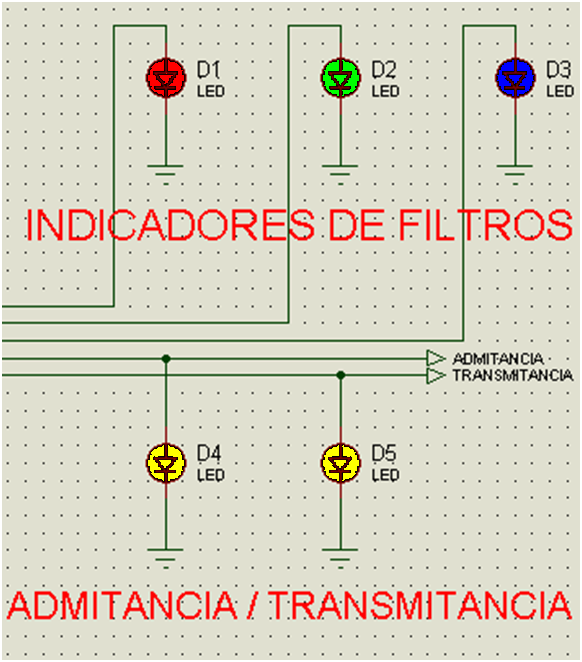 D1
LED
D2
LED
D3
LED
INDICADORES DE FILTROS
ADMITANCIA
TRANSMITANCIA
D4
LED
D5
LED
ADMITANCIA / TRANSMITANCIA